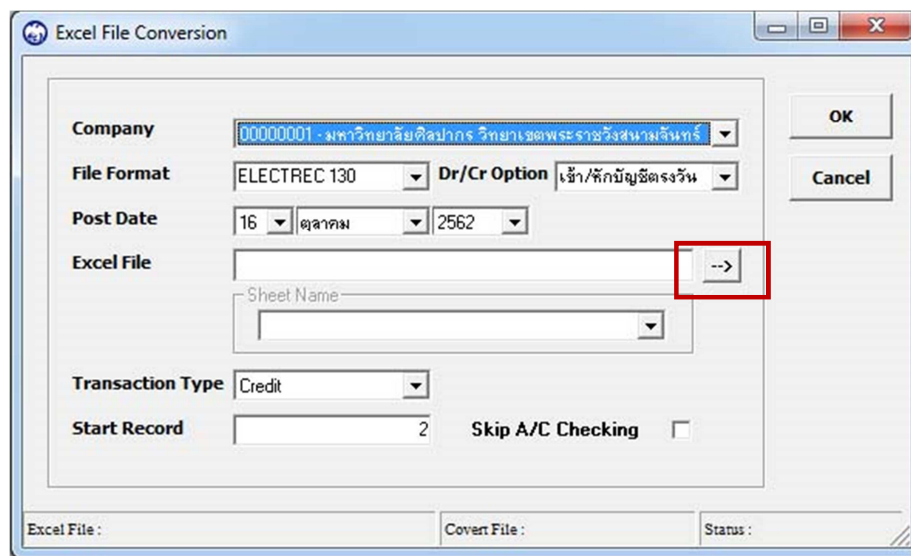 Excel File Conversion
Company
00000001 - มหาวิทยาลัยศิลปากร วิทยาเขตพระราชวังสนามจันทร์
OK
File Format
ELECTREC 130
Dr/Cr Option
เข้า/หักบัญชีตรงวัน
Cancel
Post Date
16
ตุลาคม
2562
Excel File
-->
Sheet Name
Transaction Type
Credit
Start Record
2
Skip A/C Checking
Excel File :
Covert File :
Status :